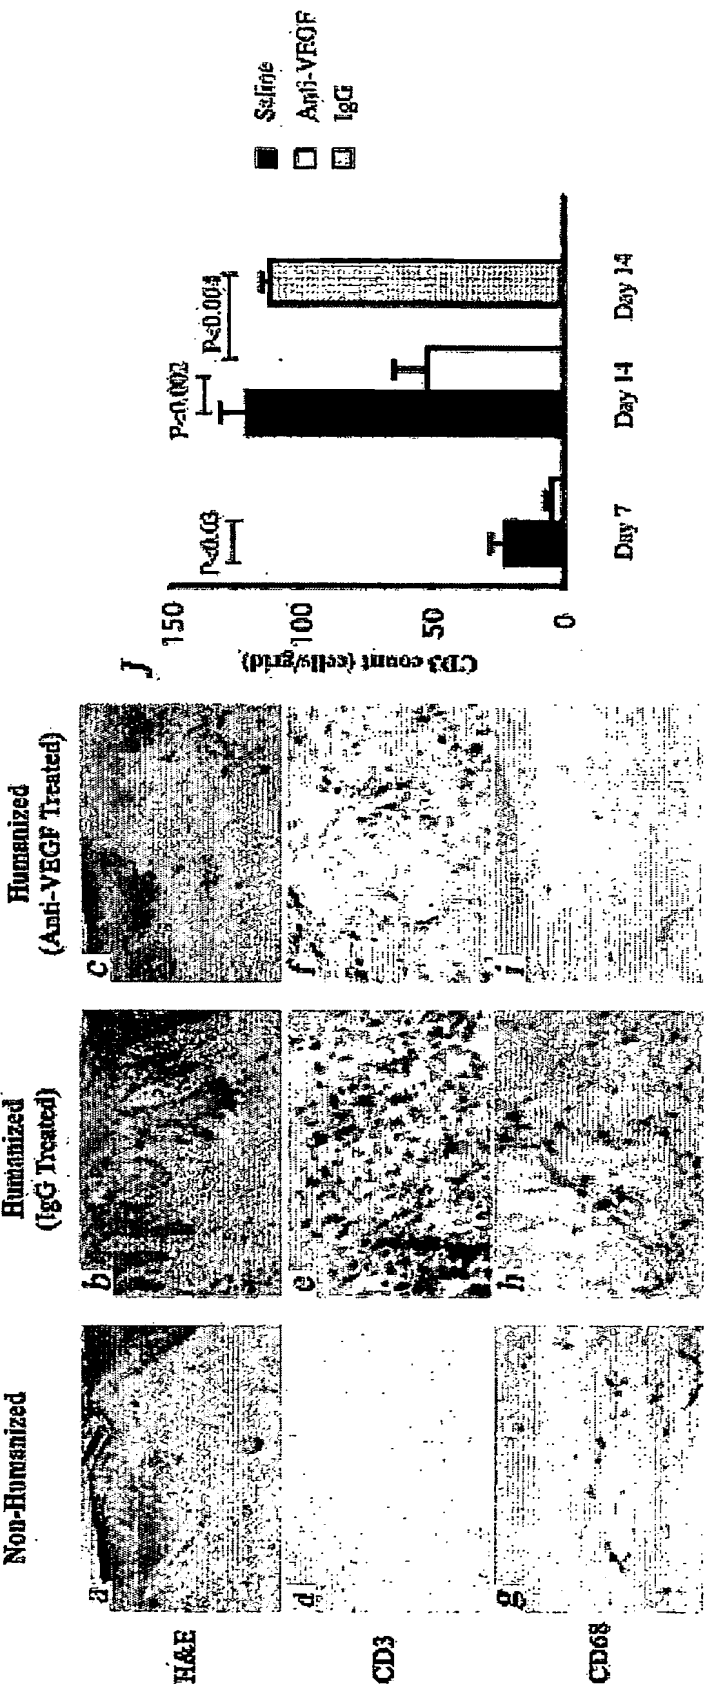 Non-Humanized
Humanized
(IgG Treated)
Humanized
(Anti-VEGF Treated)
H&E
a
b
c
CD3
d
e
f
CD68
g
h
i
J
CD3 count (cells/grid)
150
100
50
0
P<0.03
P<0.002
P<0.004
Day 7
Day 14
Day 14
Saline
Anti-VEGF
IgG